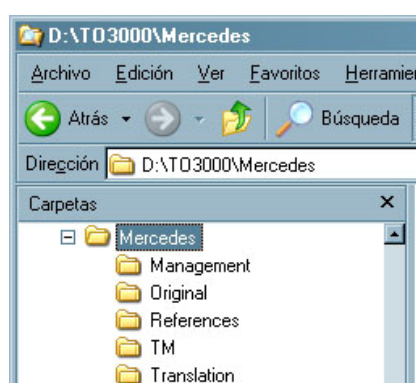 D:\TO3000\Mercedes
Archivo Edición Ver Favoritos
Atrás Búsqueda
Dirección D:\TO3000\Mercedes
Carpetas
Mercedes
Management
Original
References
TM
Translation